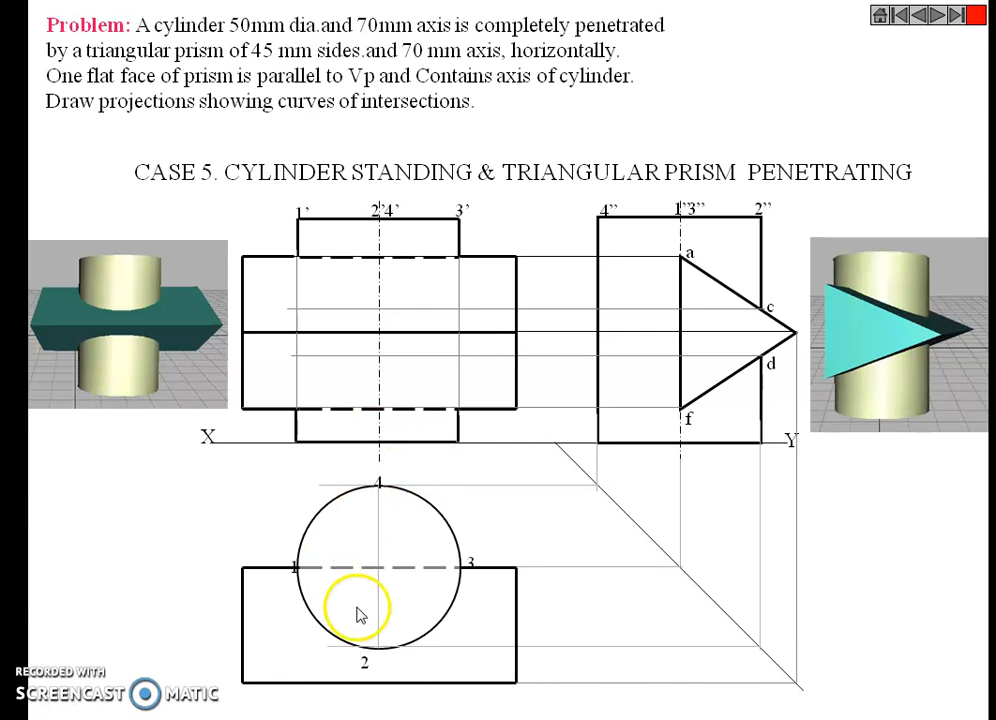 Problem: A cylinder 50mm dia.and 70mm axis is completely penetrated
by a triangular prism of 45 mm sides.and 70 mm axis, horizontally.
One flat face of prism is parallel to Vp and Contains axis of cylinder.
Draw projections showing curves of intersections.
CASE 5. CYLINDER STANDING & TRIANGULAR PRISM PENETRATING
1’ 2’4’ 3’ 4” 1”3” 2”
a
c
d
f
X Y
4
1 3
2
RECORDED WITH
SCREENCAST MATIC